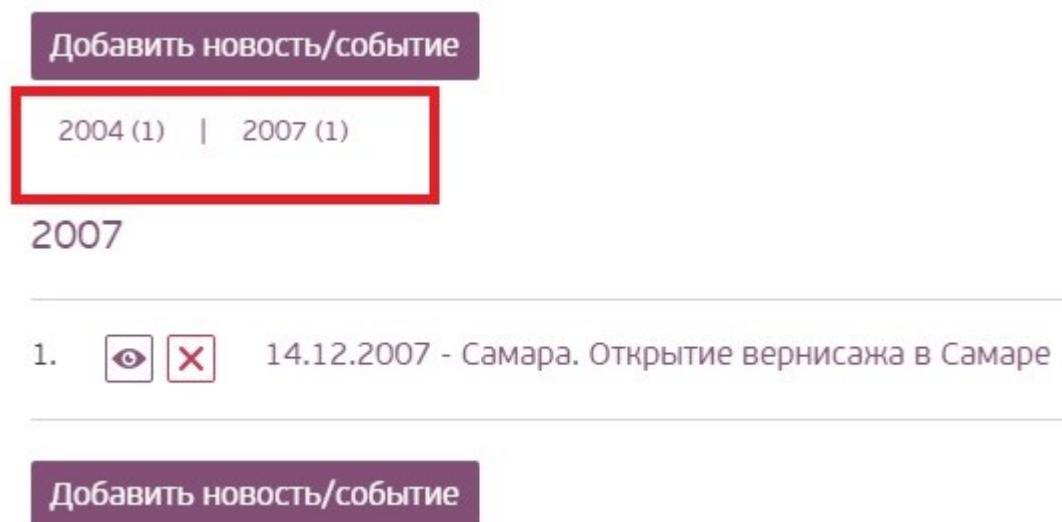 Добавить новость/событие
2004 (1) | 2007 (1)
2007
1. 14.12.2007 - Самара. Открытие вернисажа в Самаре
Добавить новость/событие